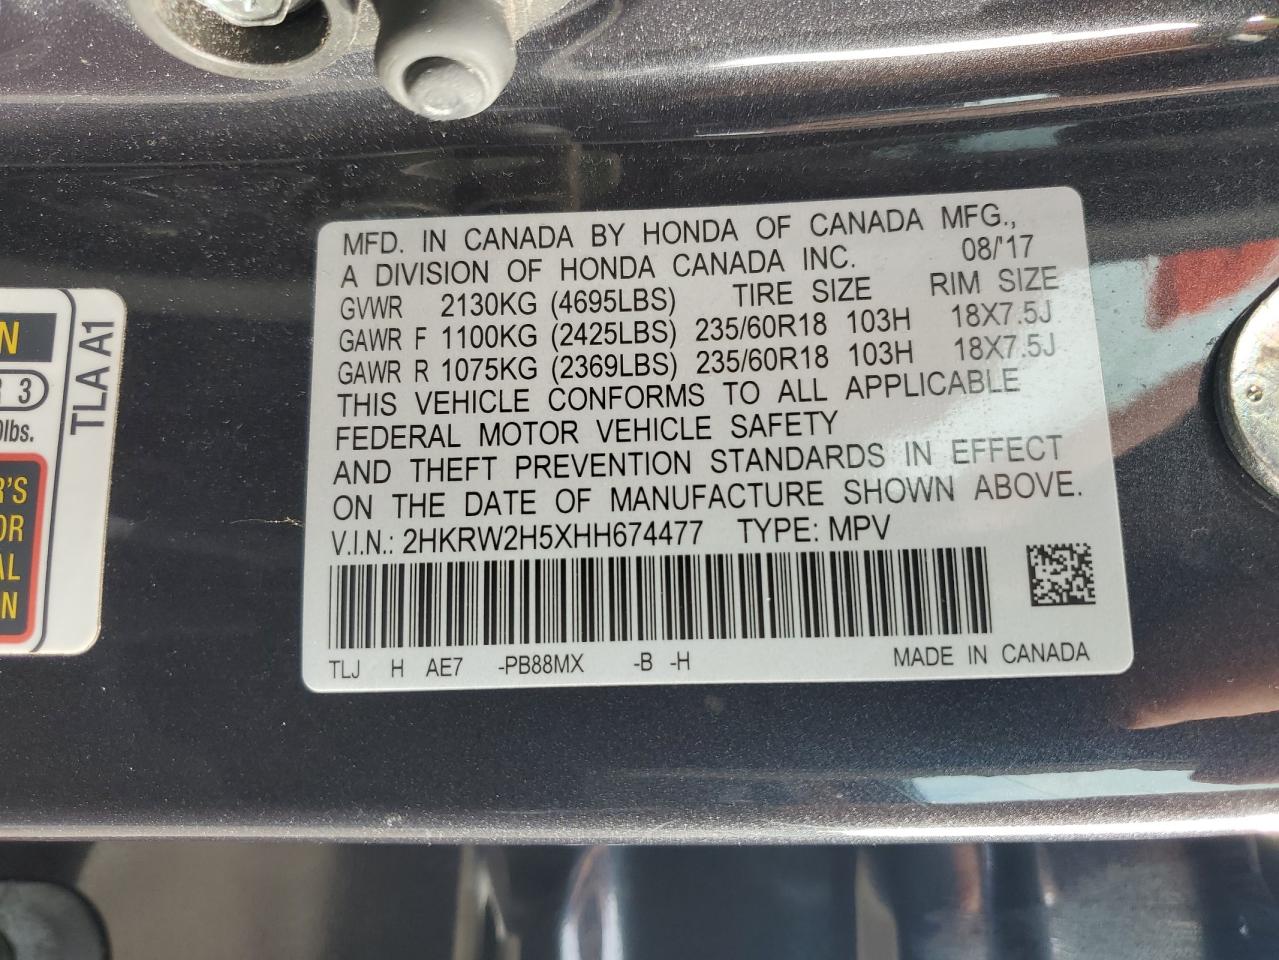 MFD. IN CANADA BY HONDA OF CANADA MFG.,
A DIVISION OF HONDA CANADA INC. 08/'17
GVWR 2130KG (4695LBS) TIRE SIZE RIM SIZE
GAWR F 1100KG (2425LBS) 235/60R18 103H 18X7.5J
GAWR R 1075KG (2369LBS) 235/60R18 103H 18X7.5J
THIS VEHICLE CONFORMS TO ALL APPLICABLE
FEDERAL MOTOR VEHICLE SAFETY
AND THEFT PREVENTION STANDARDS IN EFFECT
ON THE DATE OF MANUFACTURE SHOWN ABOVE.
V.I.N.: 2HKRW2H5XHH674477 TYPE: MPV
TLJ H AE7 -PB88MX -B -H MADE IN CANADA
TLA A1
3
lbs.